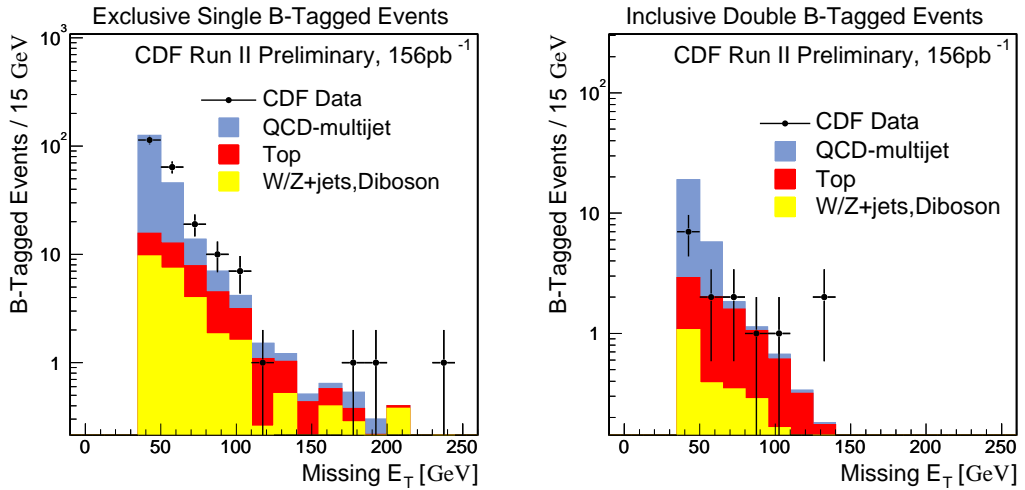 Exclusive Single B-Tagged Events
CDF Run II Preliminary, 156pb⁻¹
CDF Data
QCD-multijet
Top
W/Z+jets,Diboson
B-Tagged Events / 15 GeV
10³
10²
10
1
0 50 100 150 200 250
Missing E_T [GeV]
Inclusive Double B-Tagged Events
CDF Run II Preliminary, 156pb⁻¹
CDF Data
QCD-multijet
Top
W/Z+jets,Diboson
B-Tagged Events / 15 GeV
10²
10
1
0 50 100 150 200 250
Missing E_T [GeV]